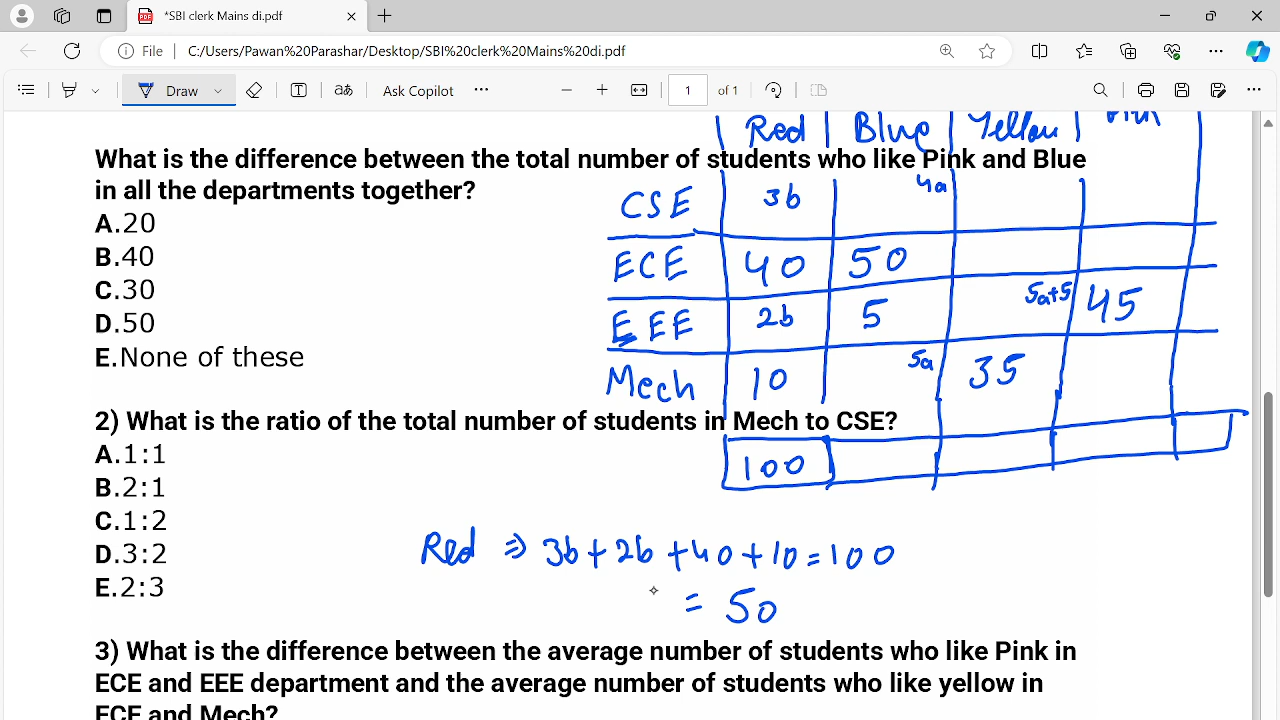 *SBI clerk Mains di.pdf
File C:/Users/Pawan%20Parashar/Desktop/SBI%20clerk%20Mains%20di.pdf
Draw aあ Ask Copilot 1 of 1
Red Blue Yellow Pink
What is the difference between the total number of students who like Pink and Blue
in all the departments together?
A.20
B.40
C.30
D.50
E.None of these
CSE 3b 4a
ECE 40 50
EEE 2b 5 5a+5 45
Mech 10 5a 35
100
2) What is the ratio of the total number of students in Mech to CSE?
A.1:1
B.2:1
C.1:2
D.3:2
E.2:3
Red ⇒ 3b+2b+40+10=100
= 50
3) What is the difference between the average number of students who like Pink in
ECE and EEE department and the average number of students who like yellow in
ECE and Mech?